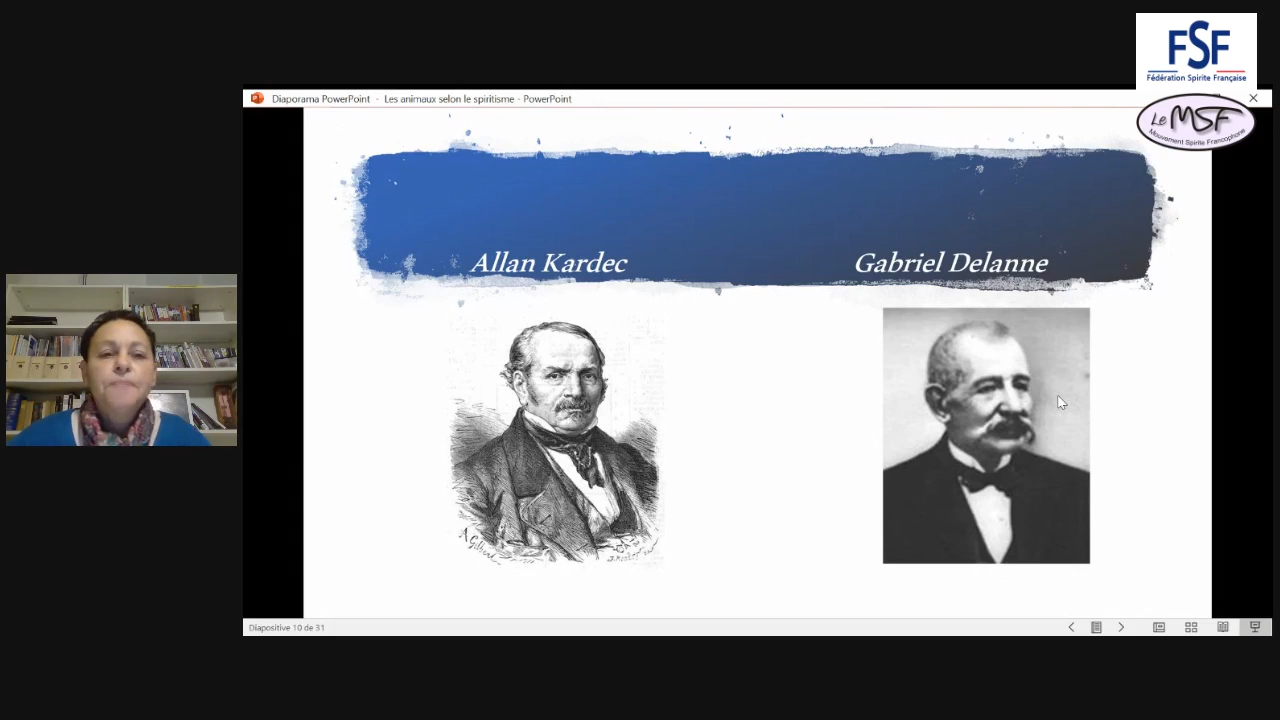 FSF
Fédération Spirite Française
Le MSF
Mouvement Spirite Francophone
Diaporama PowerPoint - Les animaux selon le spiritisme - PowerPoint
Allan Kardec
Gabriel Delanne
A Gilbert
Diapositive 10 de 31